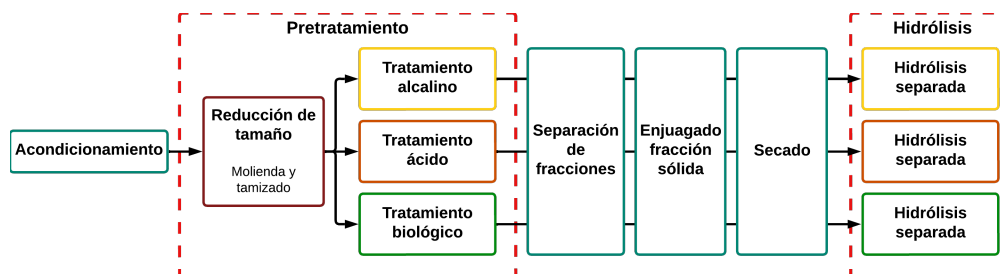 Pretratamiento
Hidrólisis
Acondicionamiento
Reducción de
tamaño
Molienda y
tamizado
Tratamiento
alcalino
Tratamiento
ácido
Tratamiento
biológico
Separación
de
fracciones
Enjuagado
fracción
sólida
Secado
Hidrólisis
separada
Hidrólisis
separada
Hidrólisis
separada